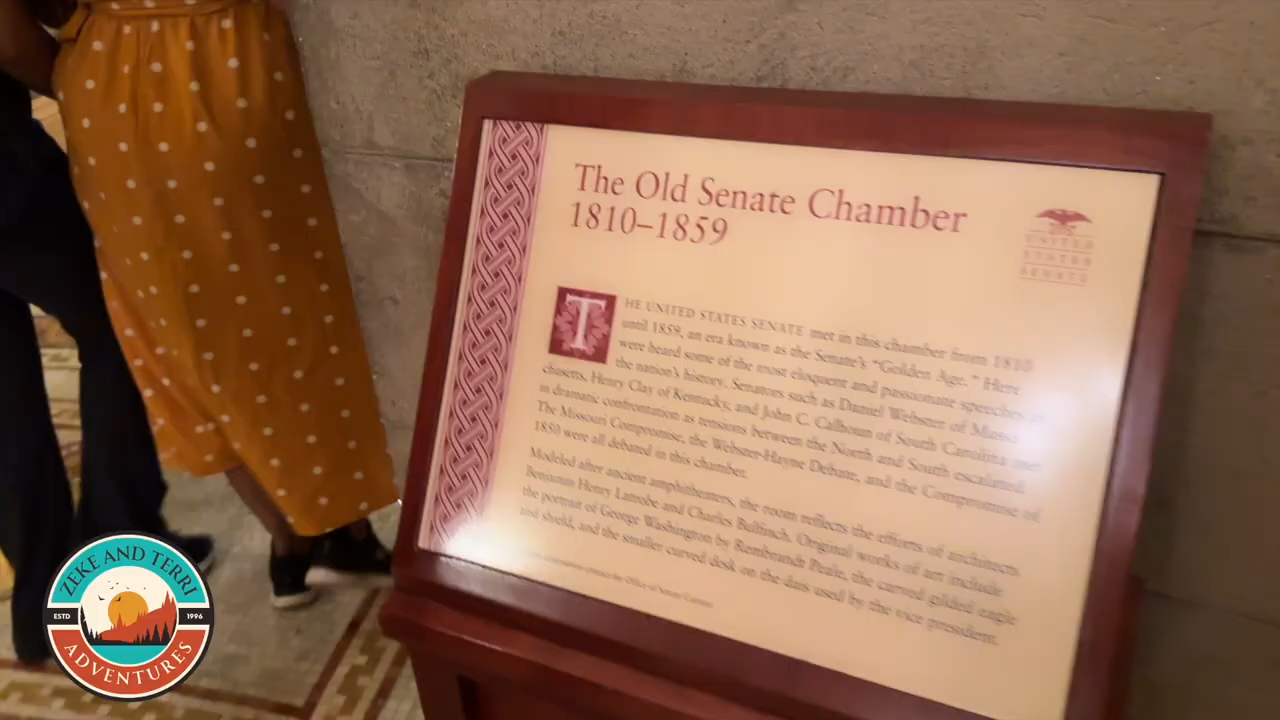 The Old Senate Chamber
1810–1859
UNITED
STATES
SENATE
THE UNITED STATES SENATE met in this chamber from 1810
until 1859, an era known as the Senate's "Golden Age." Here
were heard some of the most eloquent and passionate speeches in
the nation's history. Senators such as Daniel Webster of Massa-
chusetts, Henry Clay of Kentucky, and John C. Calhoun of South Carolina met
in dramatic confrontation as tensions between the North and South escalated.
The Missouri Compromise, the Webster-Hayne Debate, and the Compromise of
1850 were all debated in this chamber.
Modeled after ancient amphitheaters, the room reflects the efforts of architects
Benjamin Henry Latrobe and Charles Bulfinch. Original works of art include
the portrait of George Washington by Rembrandt Peale, the carved gilded eagle
and shield, and the smaller curved desk on the dais used by the vice president.
contact the Office of Senate Curator
ZEKE AND TERRI
ESTD 1996
ADVENTURES